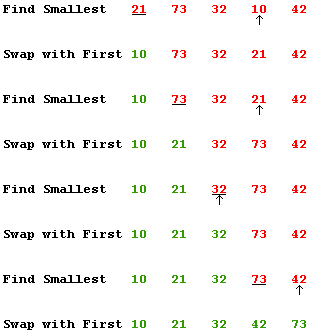 Find Smallest 21 73 32 10 42
Swap with First 10 73 32 21 42
Find Smallest 10 73 32 21 42
Swap with First 10 21 32 73 42
Find Smallest 10 21 32 73 42
Swap with First 10 21 32 73 42
Find Smallest 10 21 32 73 42
Swap with First 10 21 32 42 73